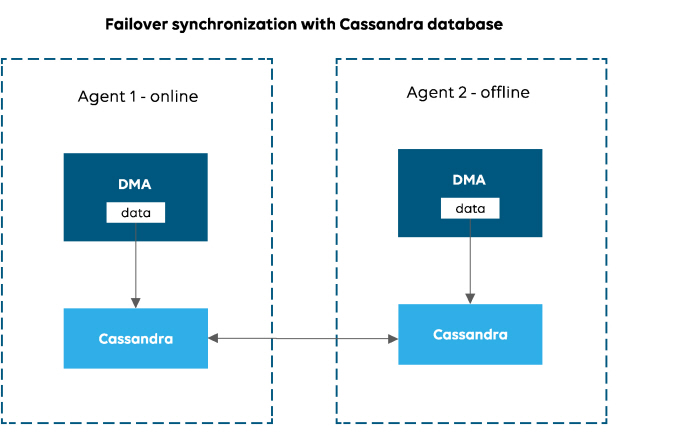 Failover synchronization with Cassandra database
Agent 1 - online
DMA
data
Cassandra
Agent 2 - offline
DMA
data
Cassandra